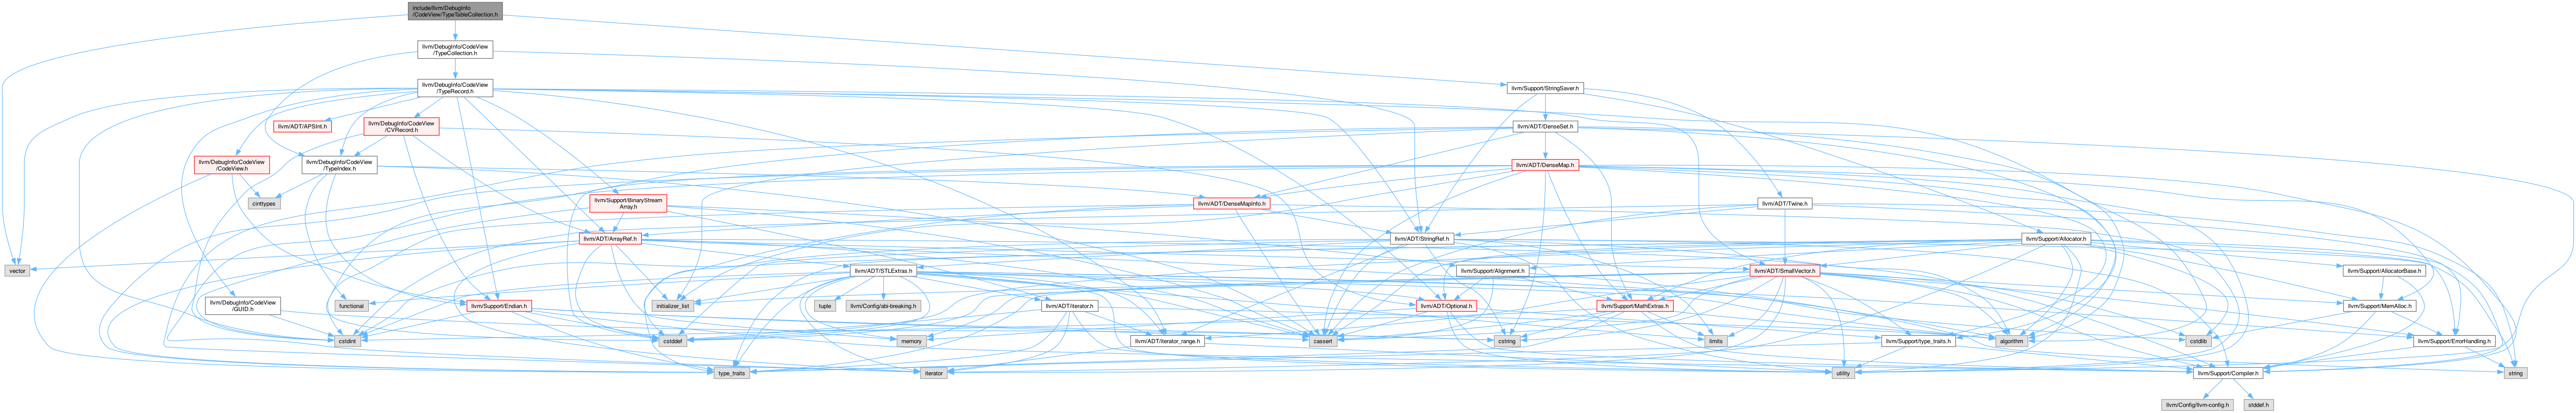 include/llvm/DebugInfo
/CodeView/TypeTableCollection.h
llvm/DebugInfo/CodeView
/TypeCollection.h
llvm/DebugInfo/CodeView
/TypeRecord.h
llvm/Support/StringSaver.h
llvm/ADT/APSInt.h
llvm/DebugInfo/CodeView
/CVRecord.h
llvm/ADT/DenseSet.h
llvm/DebugInfo/CodeView
/CodeView.h
llvm/DebugInfo/CodeView
/TypeIndex.h
llvm/ADT/DenseMap.h
cinttypes
llvm/Support/BinaryStream
Array.h
llvm/ADT/DenseMapInfo.h
llvm/ADT/Twine.h
llvm/ADT/ArrayRef.h
llvm/ADT/StringRef.h
llvm/Support/Allocator.h
vector
llvm/ADT/STLExtras.h
llvm/Support/Alignment.h
llvm/ADT/SmallVector.h
llvm/Support/AllocatorBase.h
llvm/DebugInfo/CodeView
/GUID.h
functional
llvm/Support/Endian.h
initializer_list
tuple
llvm/Config/abi-breaking.h
llvm/ADT/iterator.h
llvm/ADT/Optional.h
llvm/Support/MathExtras.h
llvm/Support/MemAlloc.h
cstdint
cstddef
memory
llvm/ADT/iterator_range.h
cassert
cstring
limits
llvm/Support/type_traits.h
algorithm
cstdlib
llvm/Support/ErrorHandling.h
type_traits
iterator
utility
llvm/Support/Compiler.h
string
llvm/Config/llvm-config.h
stddef.h